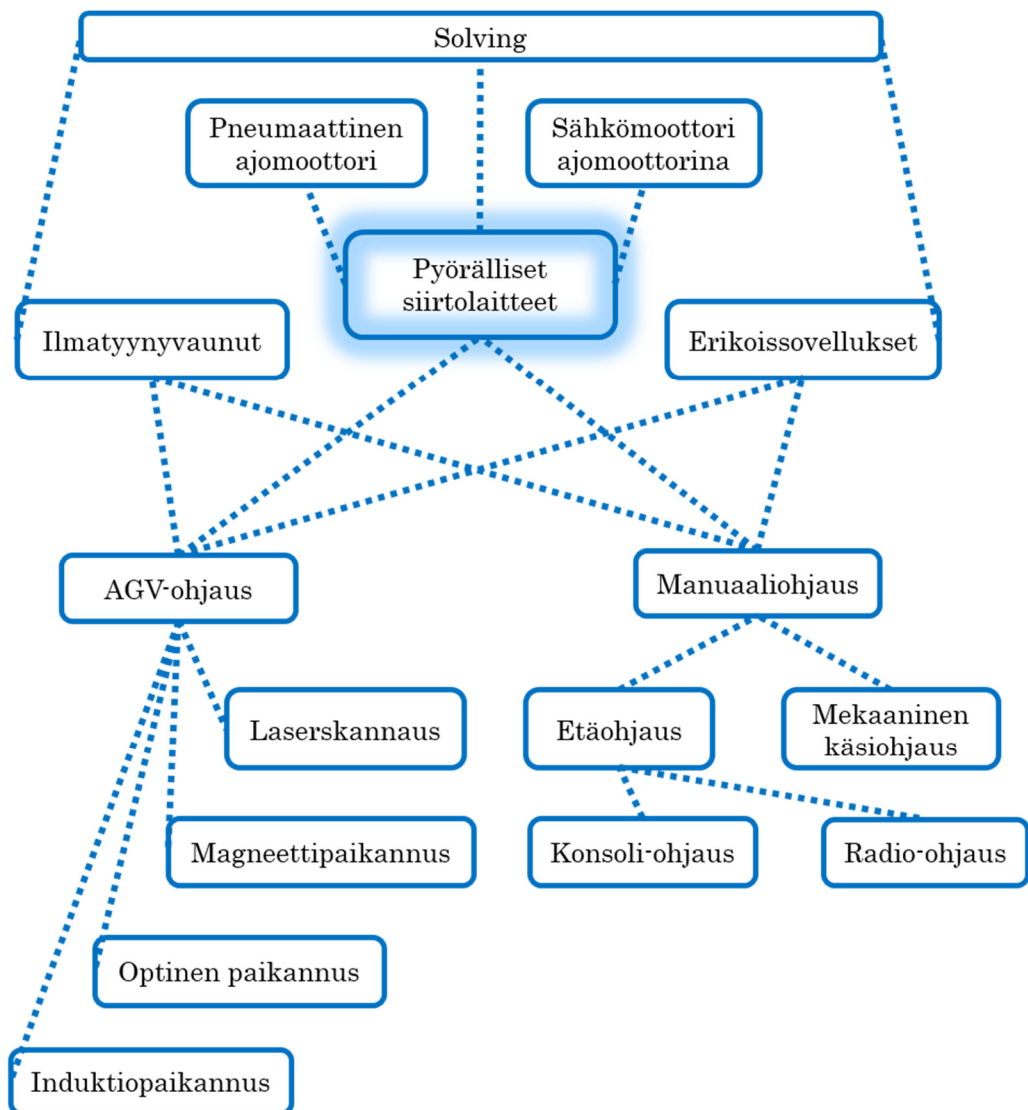 Solving
Pneumaattinen
ajomoottori
Sähkömoottori
ajomoottorina
Pyörälliset
siirtolaitteet
Ilmatyynyvaunut
Erikoissovellukset
AGV-ohjaus
Manuaaliohjaus
Laserskannaus
Etäohjaus
Mekaaninen
käsiohjaus
Magneettipaikannus
Konsoli-ohjaus
Radio-ohjaus
Optinen paikannus
Induktiopaikannus